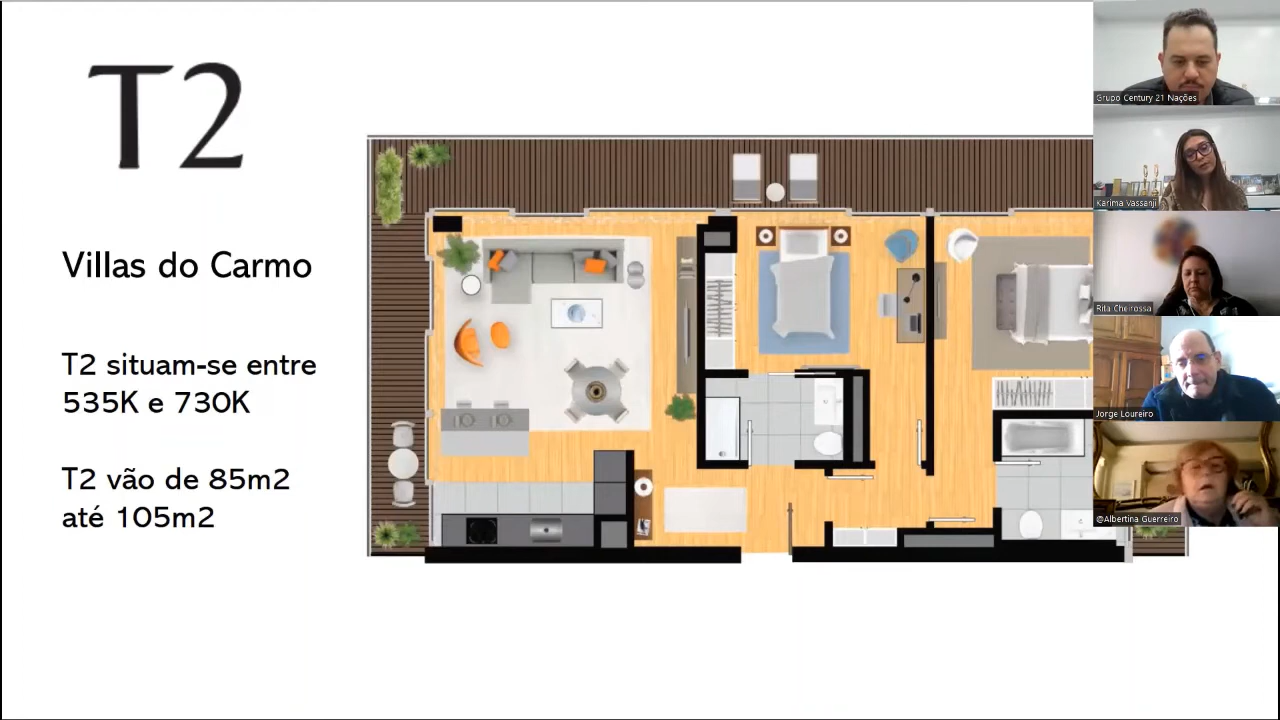 T2
Villas do Carmo
T2 situam-se entre
535K e 730K
T2 vão de 85m2
até 105m2
Grupo Century 21 Nações
Karima Vassanji
Rita Cheirossa
Jorge Loureiro
@Albertina Guerreiro